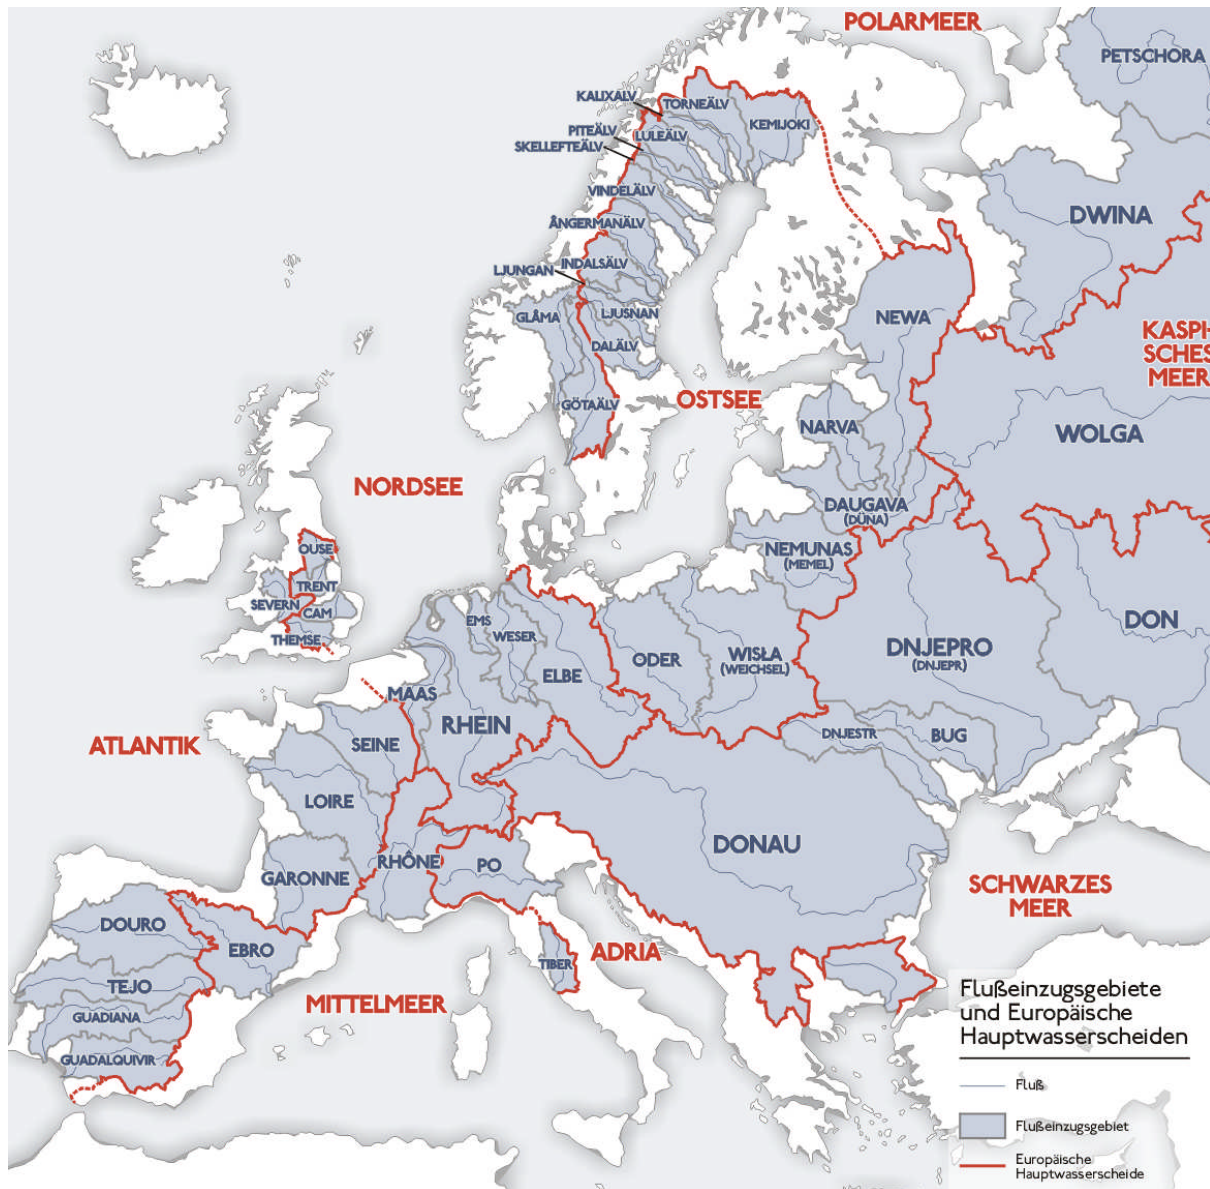 POLARMEER
PETSCHORA
KALIXÄLV
TORNEÄLV
PITEÄLV
LULEÄLV
KEMIJOKI
SKELLEFTEÄLV
VINDELÄLV
DWINA
ÅNGERMANÄLV
LJUNGAN
INDALSÄLV
GLÅMA
LJUSNAN
NEWA
DALÄLV
KASPI-
SCHES
MEER
GÖTAÄLV
OSTSEE
NARVA
WOLGA
NORDSEE
DAUGAVA
(DÜNA)
OUSE
NEMUNAS
(MEMEL)
TRENT
SEVERN
CAM
THEMSE
EMS
WESER
DON
DNJEPRO
(DNJEPR)
ODER
WISŁA
(WEICHSEL)
ELBE
MAAS
RHEIN
ATLANTIK
SEINE
DNJESTR
BUG
LOIRE
DONAU
RHÔNE
PO
GARONNE
SCHWARZES
MEER
DOURO
EBRO
ADRIA
TIBER
TEJO
MITTELMEER
GUADIANA
GUADALQUIVIR
Flußeinzugsgebiete
und Europäische
Hauptwasserscheiden
Fluß
Flußeinzugsgebiet
Europäische
Hauptwasserscheide